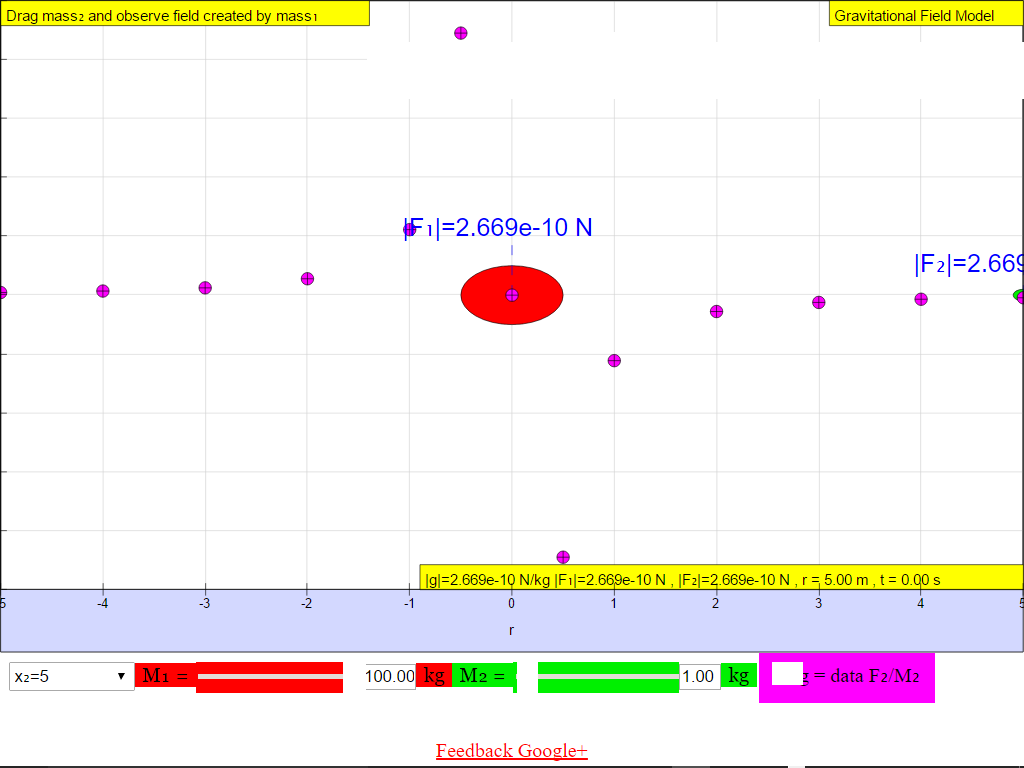 Drag mass₂ and observe field created by mass₁
Gravitational Field Model
|F₁|=2.669e-10 N
|F₂|=2.669
|g|=2.669e-10 N/kg |F₁|=2.669e-10 N , |F₂|=2.669e-10 N , r = 5.00 m , t = 0.00 s
5 -4 -3 -2 -1 0 1 2 3 4 5
r
x₂=5 ▼ M₁ = 100.00 kg M₂ = 1.00 kg g = data F₂/M₂
Feedback Google+